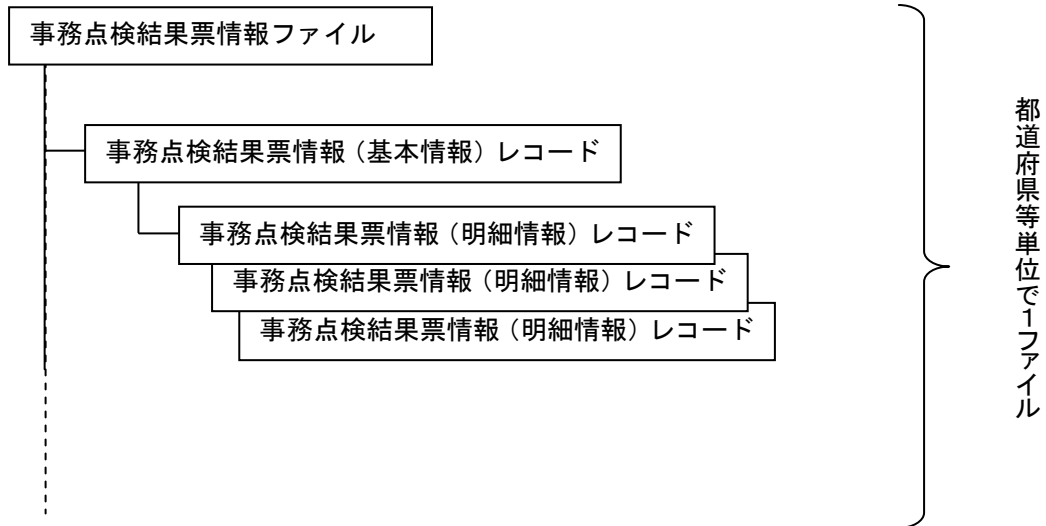 事務点検結果票情報ファイル
事務点検結果票情報（基本情報）レコード
事務点検結果票情報（明細情報）レコード
事務点検結果票情報（明細情報）レコード
事務点検結果票情報（明細情報）レコード
都道府県等単位で1ファイル